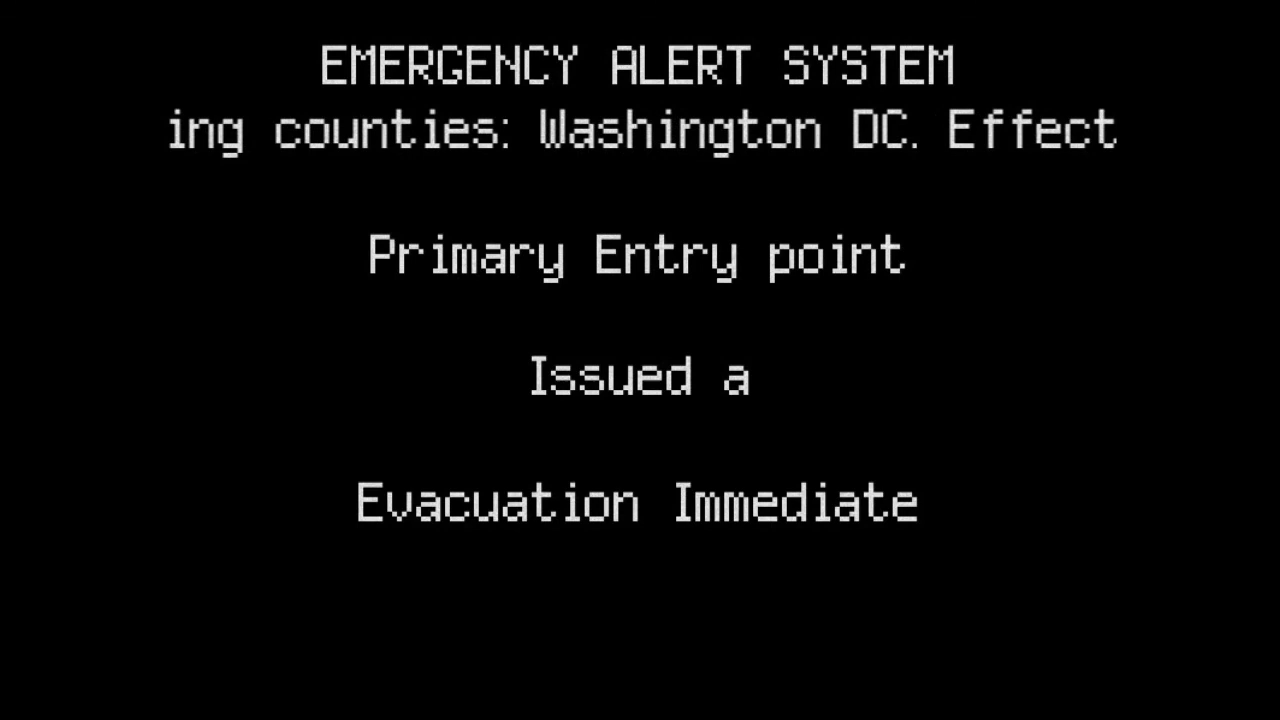 EMERGENCY ALERT SYSTEM
ing counties: Washington DC. Effect
Primary Entry point
Issued a
Evacuation Immediate